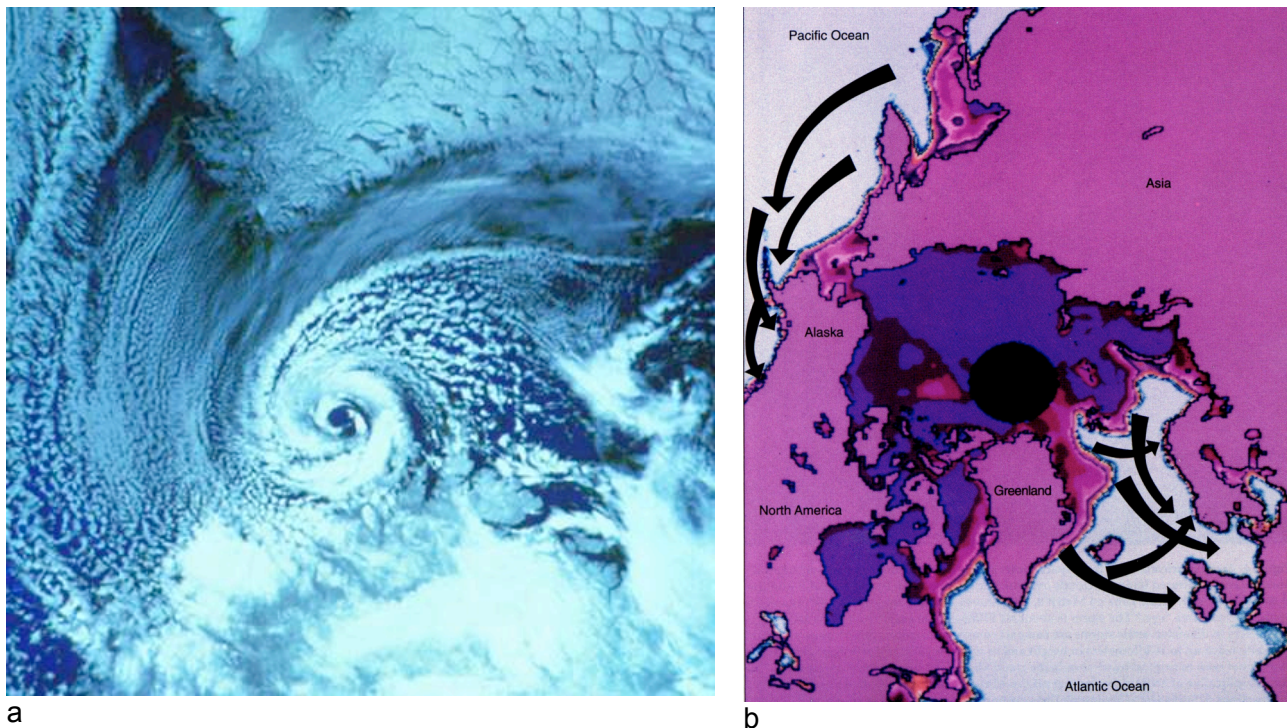 Pacific Ocean
Asia
Alaska
Greenland
North America
Atlantic Ocean
a
b